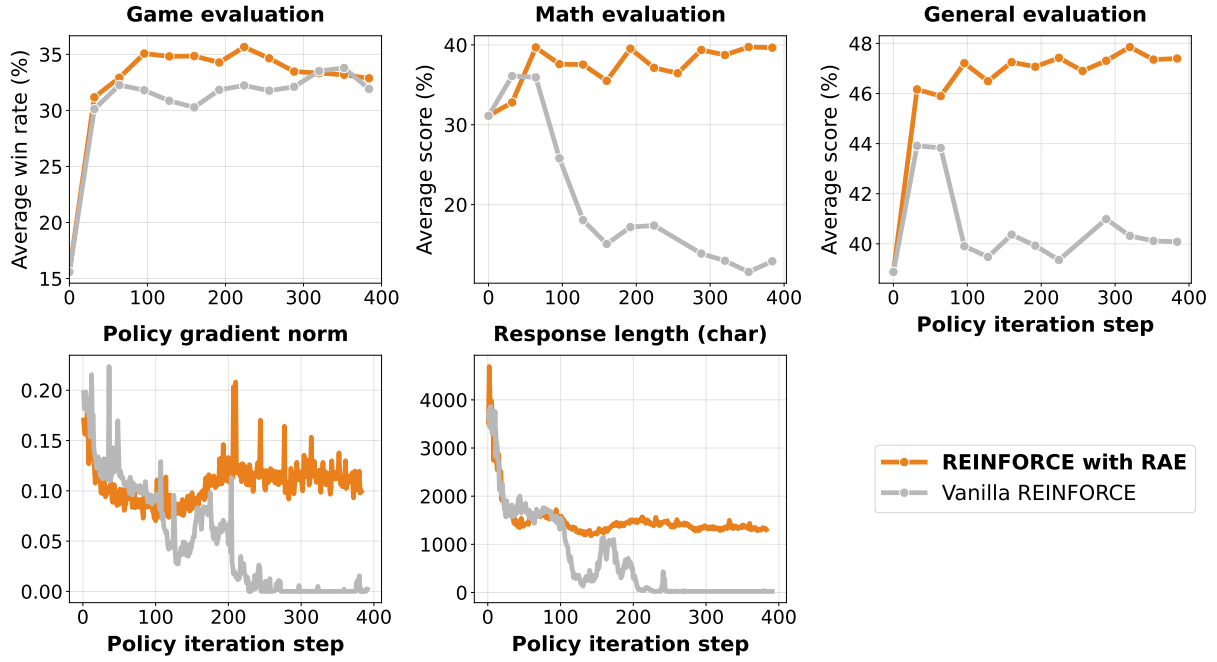 Game evaluation
Average win rate (%)
35
30
25
20
15
0 100 200 300 400
Math evaluation
Average score (%)
40
30
20
0 100 200 300 400
General evaluation
Average score (%)
48
46
44
42
40
0 100 200 300 400
Policy iteration step
Policy gradient norm
0.20
0.15
0.10
0.05
0.00
0 100 200 300 400
Policy iteration step
Response length (char)
4000
3000
2000
1000
0
0 100 200 300 400
Policy iteration step
REINFORCE with RAE
Vanilla REINFORCE